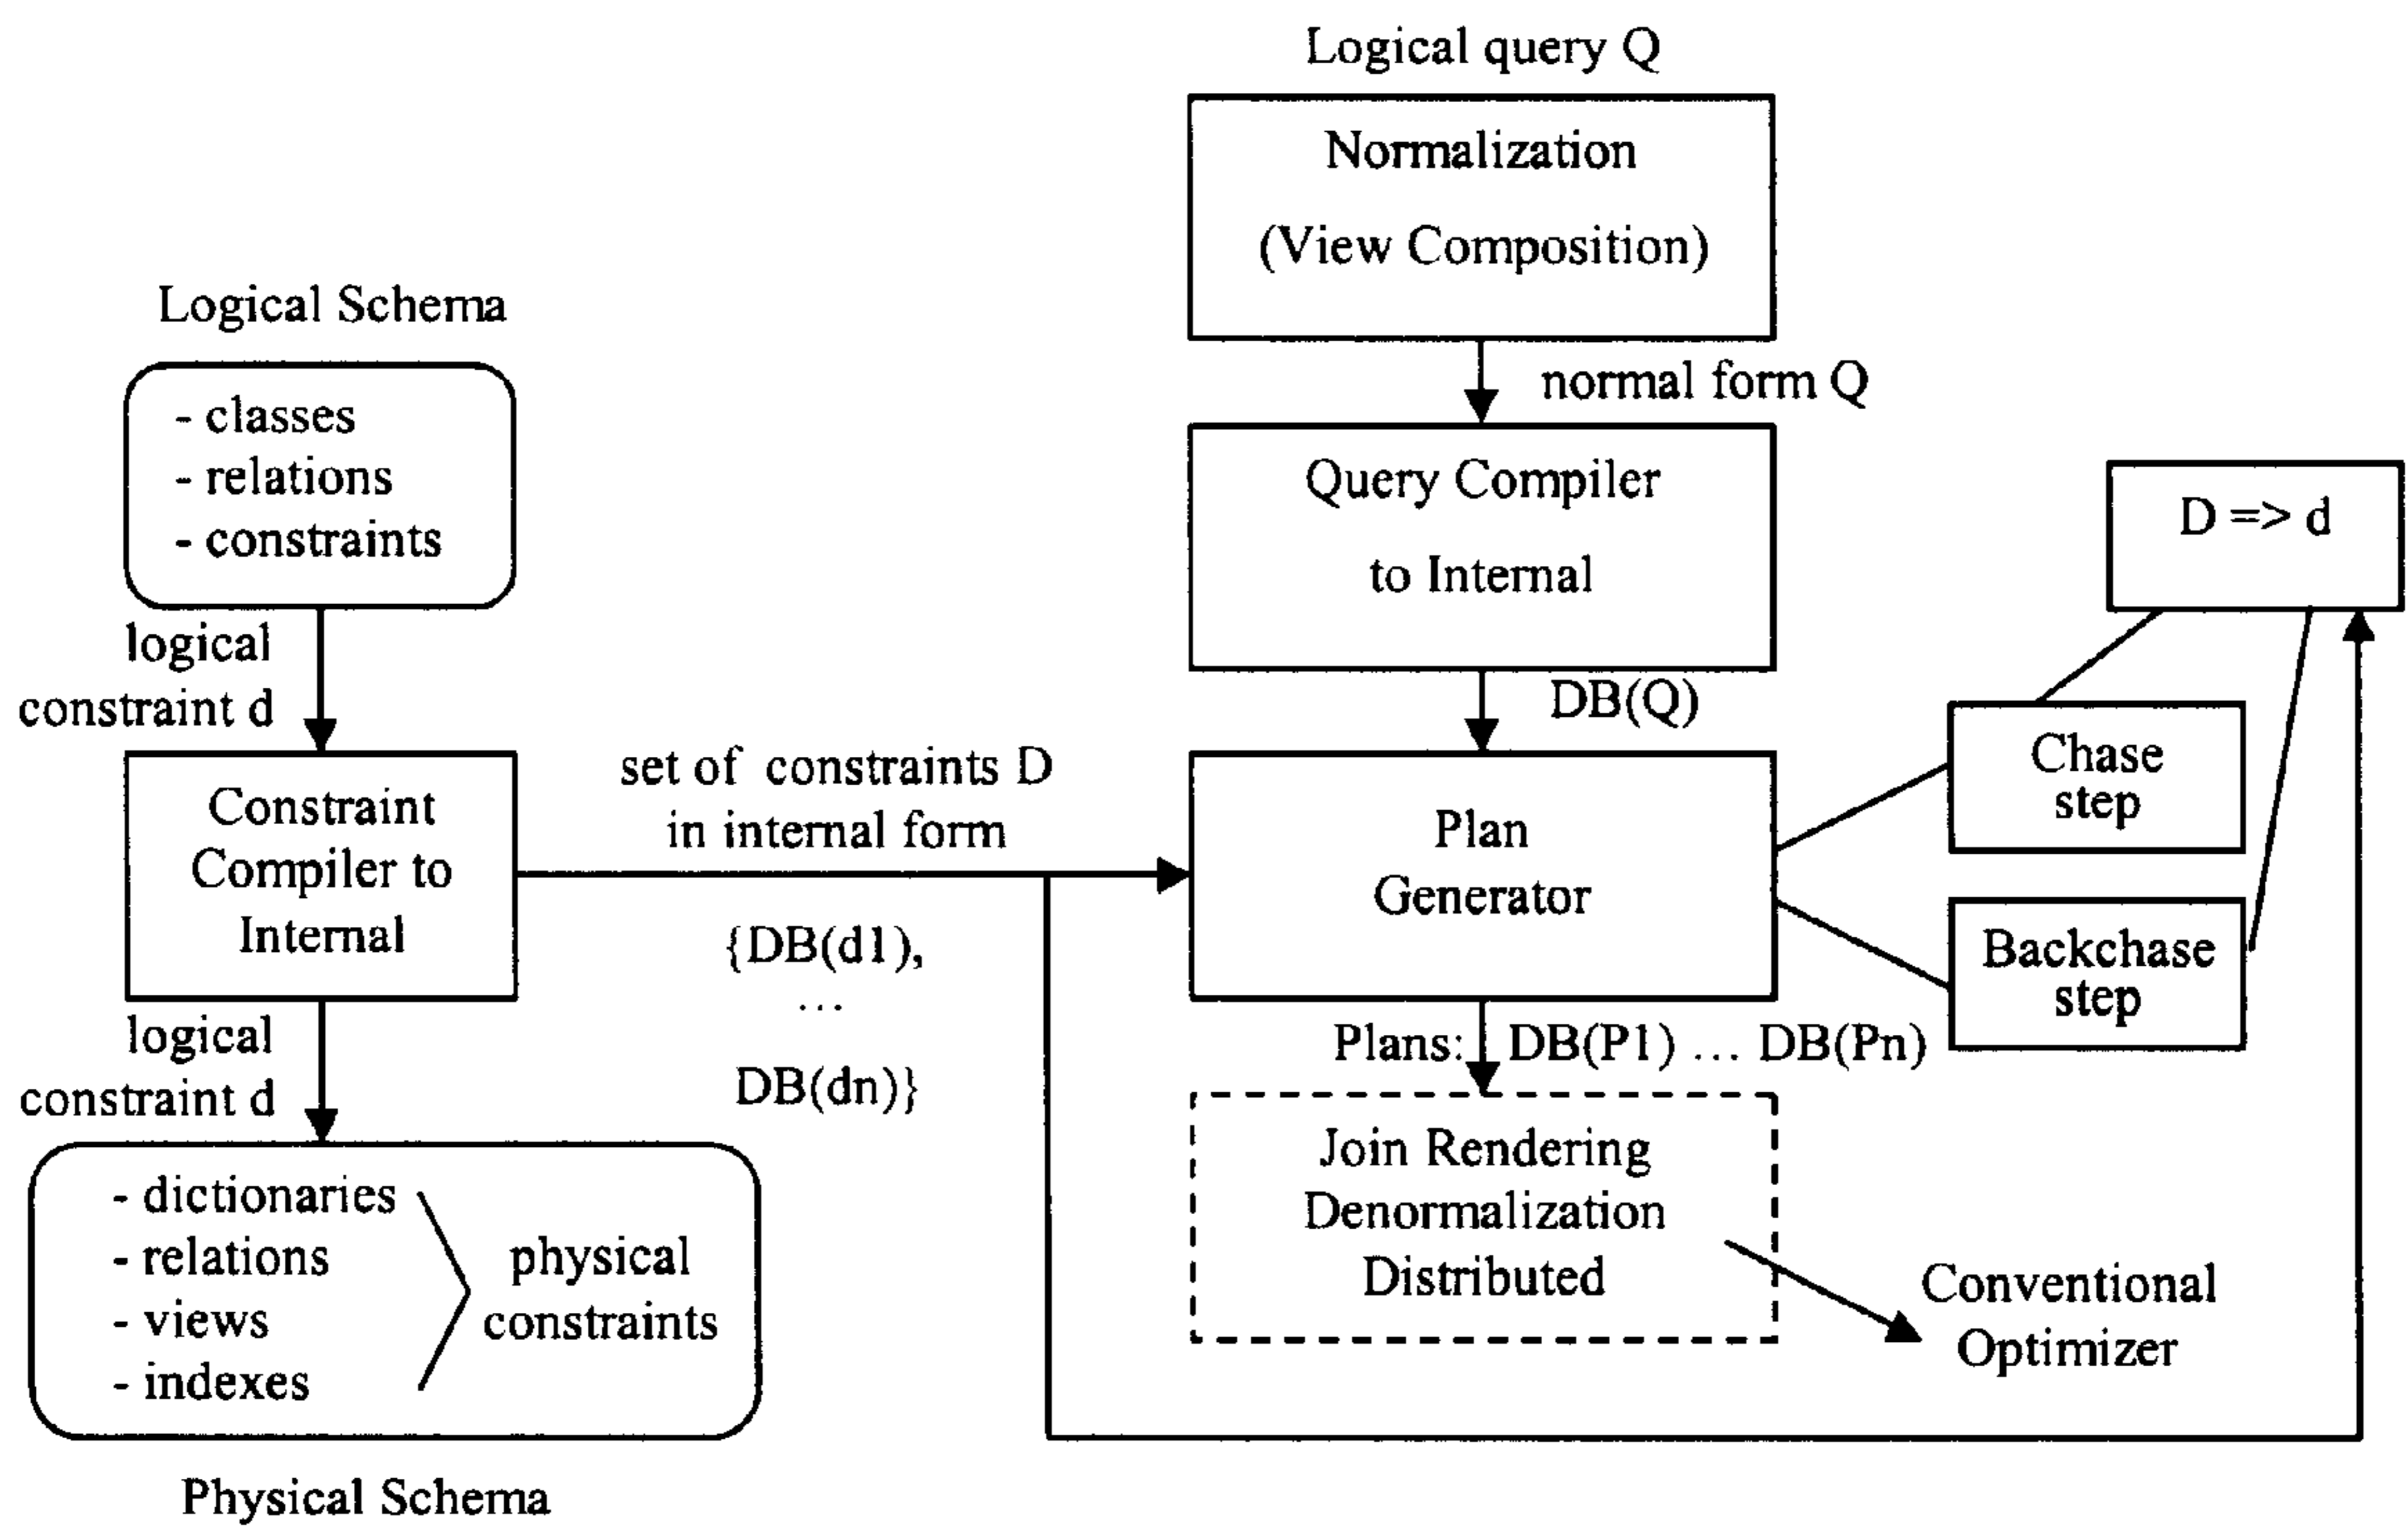 Logical query Q
Normalization
(View Composition)
normal form Q
Query Compiler
to Internal
DB(Q)
Logical Schema
- classes
- relations
- constraints
logical
constraint d
Constraint
Compiler to
Internal
set of constraints D
in internal form
{DB(d1),
...
DB(dn)}
logical
constraint d
- dictionaries
- relations
- views
- indexes
physical
constraints
Physical Schema
Plan
Generator
D => d
Chase
step
Backchase
step
Plans: DB(P1) ... DB(Pn)
Join Rendering
Denormalization
Distributed
Conventional
Optimizer